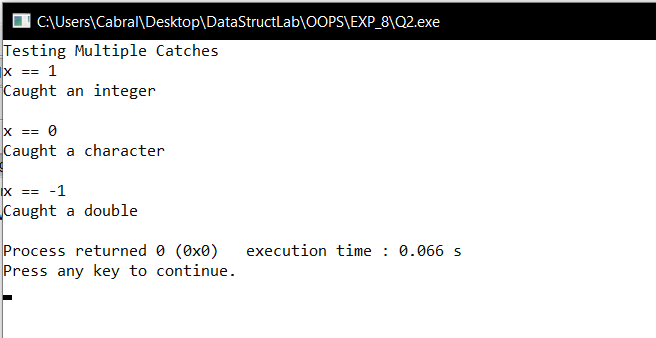 C:\Users\Cabral\Desktop\DataStructLab\OOPS\EXP_8\Q2.exe
Testing Multiple Catches
x == 1
Caught an integer
x == 0
Caught a character
x == -1
Caught a double
Process returned 0 (0x0)   execution time : 0.066 s
Press any key to continue.